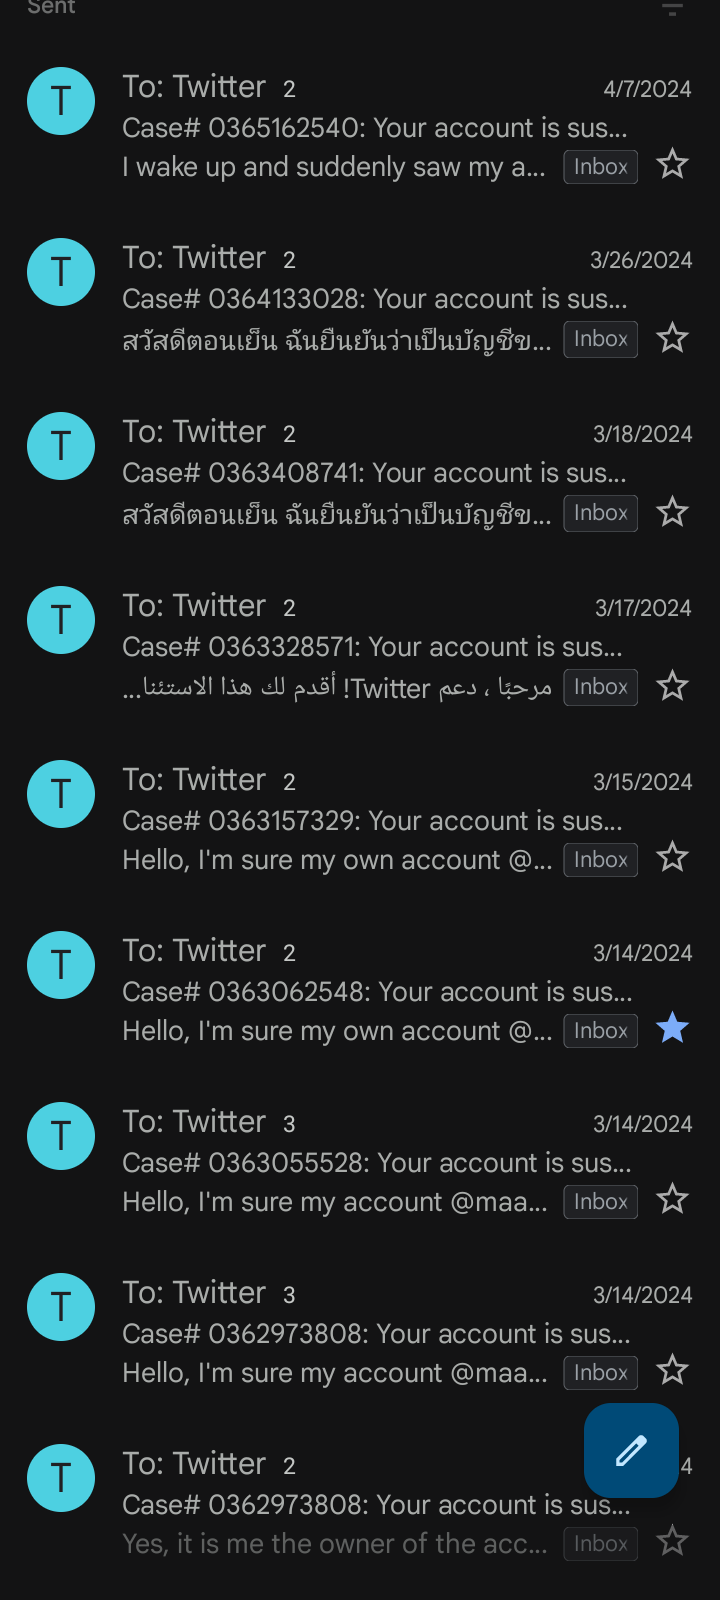 Sent
T
To: Twitter 2 4/7/2024
Case# 0365162540: Your account is sus...
I wake up and suddenly saw my a... Inbox
T
To: Twitter 2 3/26/2024
Case# 0364133028: Your account is sus...
สวัสดีตอนเย็น ฉันยืนยันว่าเป็นบัญชีข... Inbox
T
To: Twitter 2 3/18/2024
Case# 0363408741: Your account is sus...
สวัสดีตอนเย็น ฉันยืนยันว่าเป็นบัญชีข... Inbox
T
To: Twitter 2 3/17/2024
Case# 0363328571: Your account is sus...
مرحبًا ، دعم Twitter! أقدم لك هذا الاستئنا... Inbox
T
To: Twitter 2 3/15/2024
Case# 0363157329: Your account is sus...
Hello, I'm sure my own account @... Inbox
T
To: Twitter 2 3/14/2024
Case# 0363062548: Your account is sus...
Hello, I'm sure my own account @... Inbox
T
To: Twitter 3 3/14/2024
Case# 0363055528: Your account is sus...
Hello, I'm sure my account @maa... Inbox
T
To: Twitter 3 3/14/2024
Case# 0362973808: Your account is sus...
Hello, I'm sure my account @maa... Inbox
T
To: Twitter 2 4
Case# 0362973808: Your account is sus...
Yes, it is me the owner of the acc... Inbox